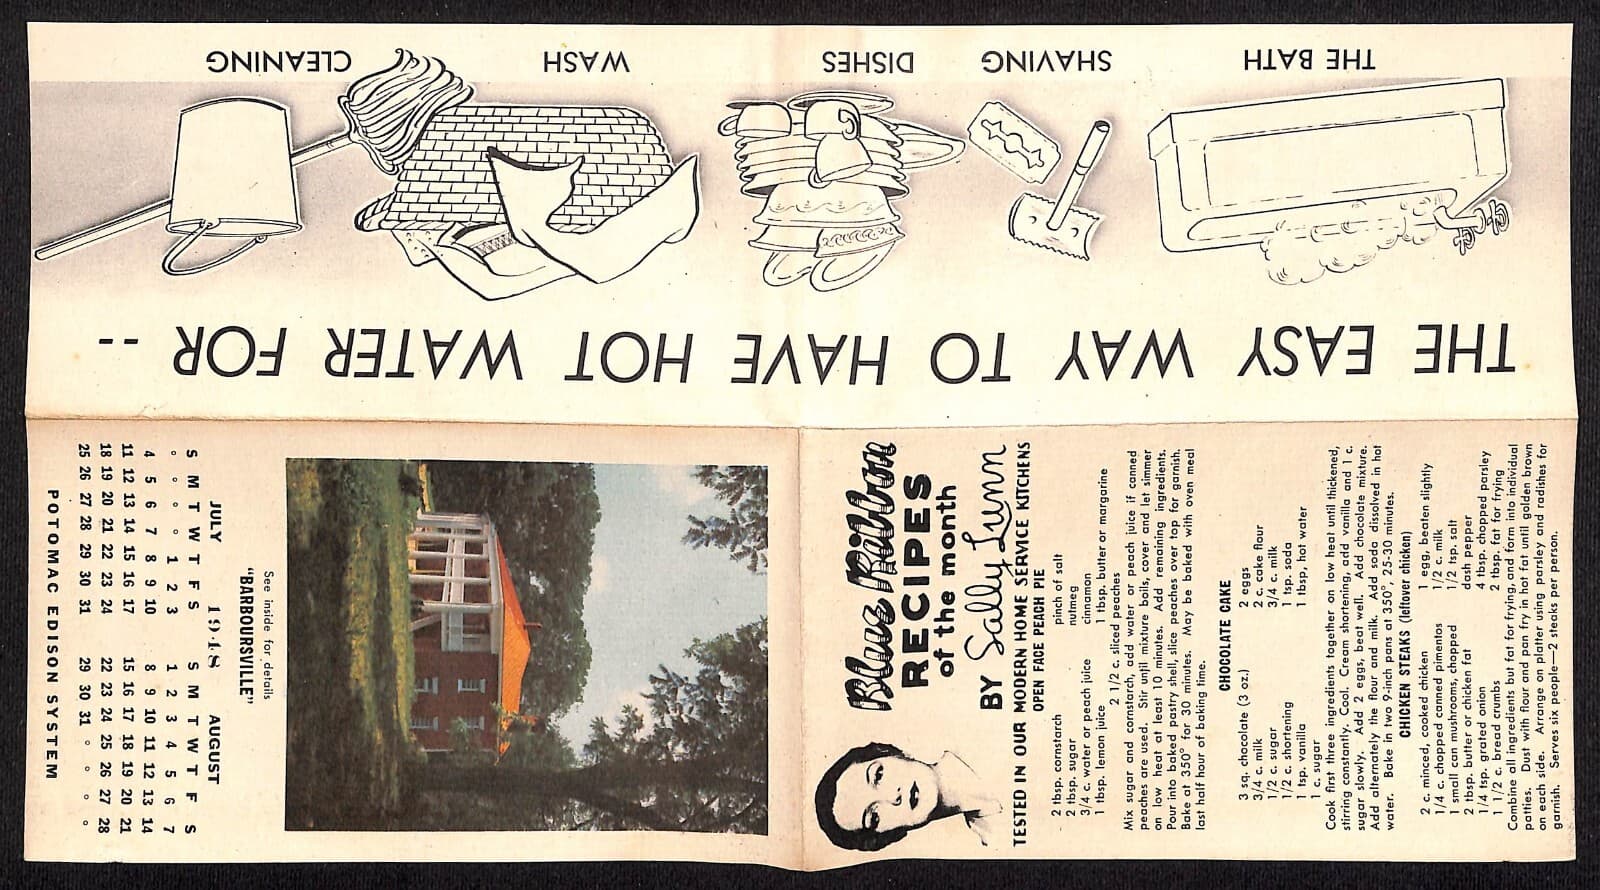 THE EASY WAY TO HAVE HOT WATER FOR --
THE BATH
SHAVING
DISHES
WASH
CLEANING
See inside for details
"BARBOURSVILLE"
JULY 1948 AUGUST
S M T W T F S S M T W T F S
° ° ° ° 1 2 3 1 2 3 4 5 6 7
4 5 6 7 8 9 10 8 9 10 11 12 13 14
11 12 13 14 15 16 17 15 16 17 18 19 20 21
18 19 20 21 22 23 24 22 23 24 25 26 27 28
25 26 27 28 29 30 31 29 30 31 ° ° ° °
POTOMAC EDISON SYSTEM
Blue Ribbon
RECIPES
of the month
BY Sally Lunn
TESTED IN OUR MODERN HOME SERVICE KITCHENS
OPEN FACE PEACH PIE
2 tbsp. cornstarch pinch of salt
2 tbsp. sugar nutmeg
3/4 c. water or peach juice cinnamon
1 tbsp. lemon juice 1 tbsp. butter or margarine
2 1/2 c. sliced peaches
Mix sugar and cornstarch, add water or peach juice if canned
peaches are used. Stir until mixture boils, cover and let simmer
on low heat at least 10 minutes. Add remaining ingredients.
Pour into baked pastry shell, slice peaches over top for garnish.
Bake at 350° for 30 minutes. May be baked with oven meal
last half hour of baking time.
CHOCOLATE CAKE
3 sq. chocolate (3 oz.) 2 eggs
3/4 c. milk 2 c. cake flour
1/2 c. sugar 3/4 c. milk
1/2 c. shortening 1 tsp. soda
1 tsp. vanilla 1 tbsp, hot water
1 c. sugar
Cook first three ingredients together on low heat until thickened,
stirring constantly. Cool. Cream shortening, add vanilla and 1 c.
sugar slowly. Add 2 eggs, beat well. Add chocolate mixture.
Add alternately the flour and milk. Add soda dissolved in hot
water. Bake in two 9-inch pans at 350°, 25-30 minutes.
CHICKEN STEAKS (leftover chicken)
2 c. minced, cooked chicken 1 egg, beaten slightly
1/4 c. chopped canned pimentos 1/2 c. milk
1 small can mushrooms, chopped 1/2 tsp. salt
2 tbsp. butter or chicken fat dash pepper
1/4 tsp. grated onion 4 tbsp. chopped parsley
1 1/2 c. bread crumbs 2 tbsp. fat for frying
Combine all ingredients but fat for frying, and form into individual
patties. Dust with flour and pan fry in hot fat until golden brown
on each side. Arrange on platter using parsley and radishes for
garnish. Serves six people—2 steaks per person.